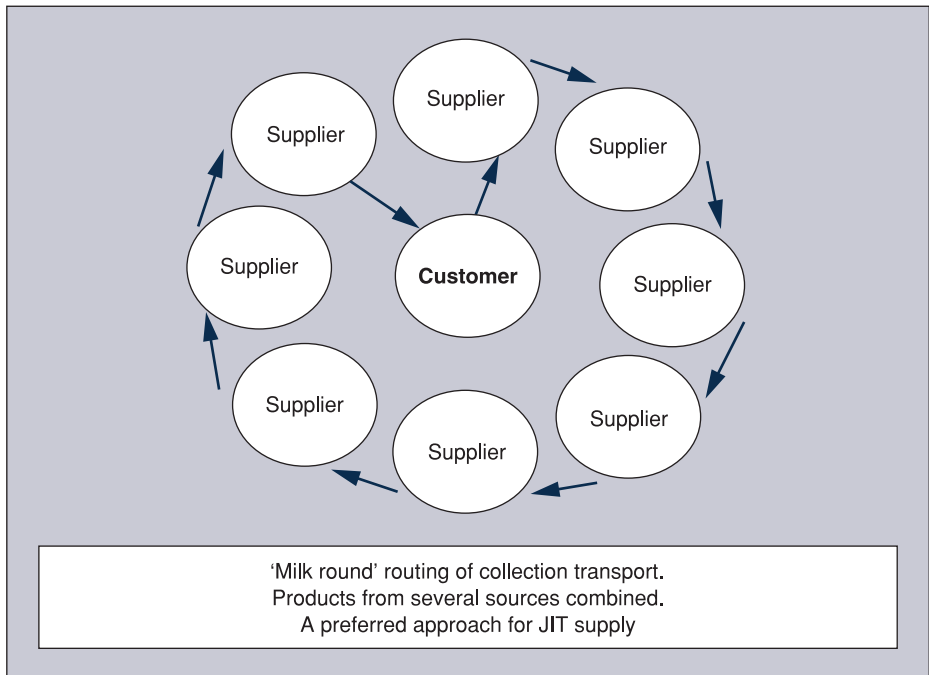 Supplier
Supplier
Supplier
Supplier
Supplier
Customer
Supplier
Supplier
Supplier
'Milk round' routing of collection transport.
Products from several sources combined.
A preferred approach for JIT supply